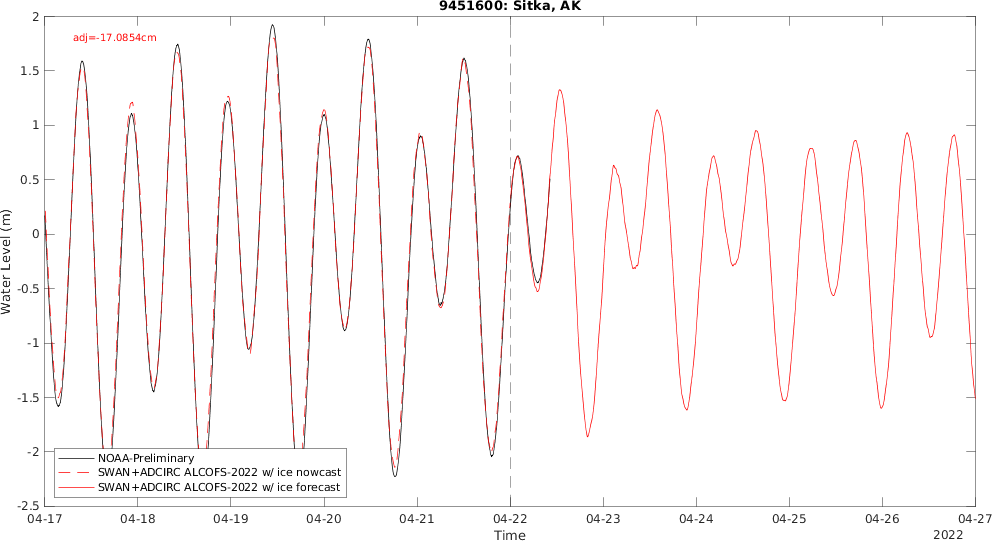 9451600: Sitka, AK
adj=-17.0854cm
2
1.5
1
0.5
0
-0.5
-1
-1.5
-2
-2.5
Water Level (m)
NOAA-Preliminary
SWAN+ADCIRC ALCOFS-2022 w/ ice nowcast
SWAN+ADCIRC ALCOFS-2022 w/ ice forecast
04-17 04-18 04-19 04-20 04-21 04-22 04-23 04-24 04-25 04-26 04-27
Time
2022